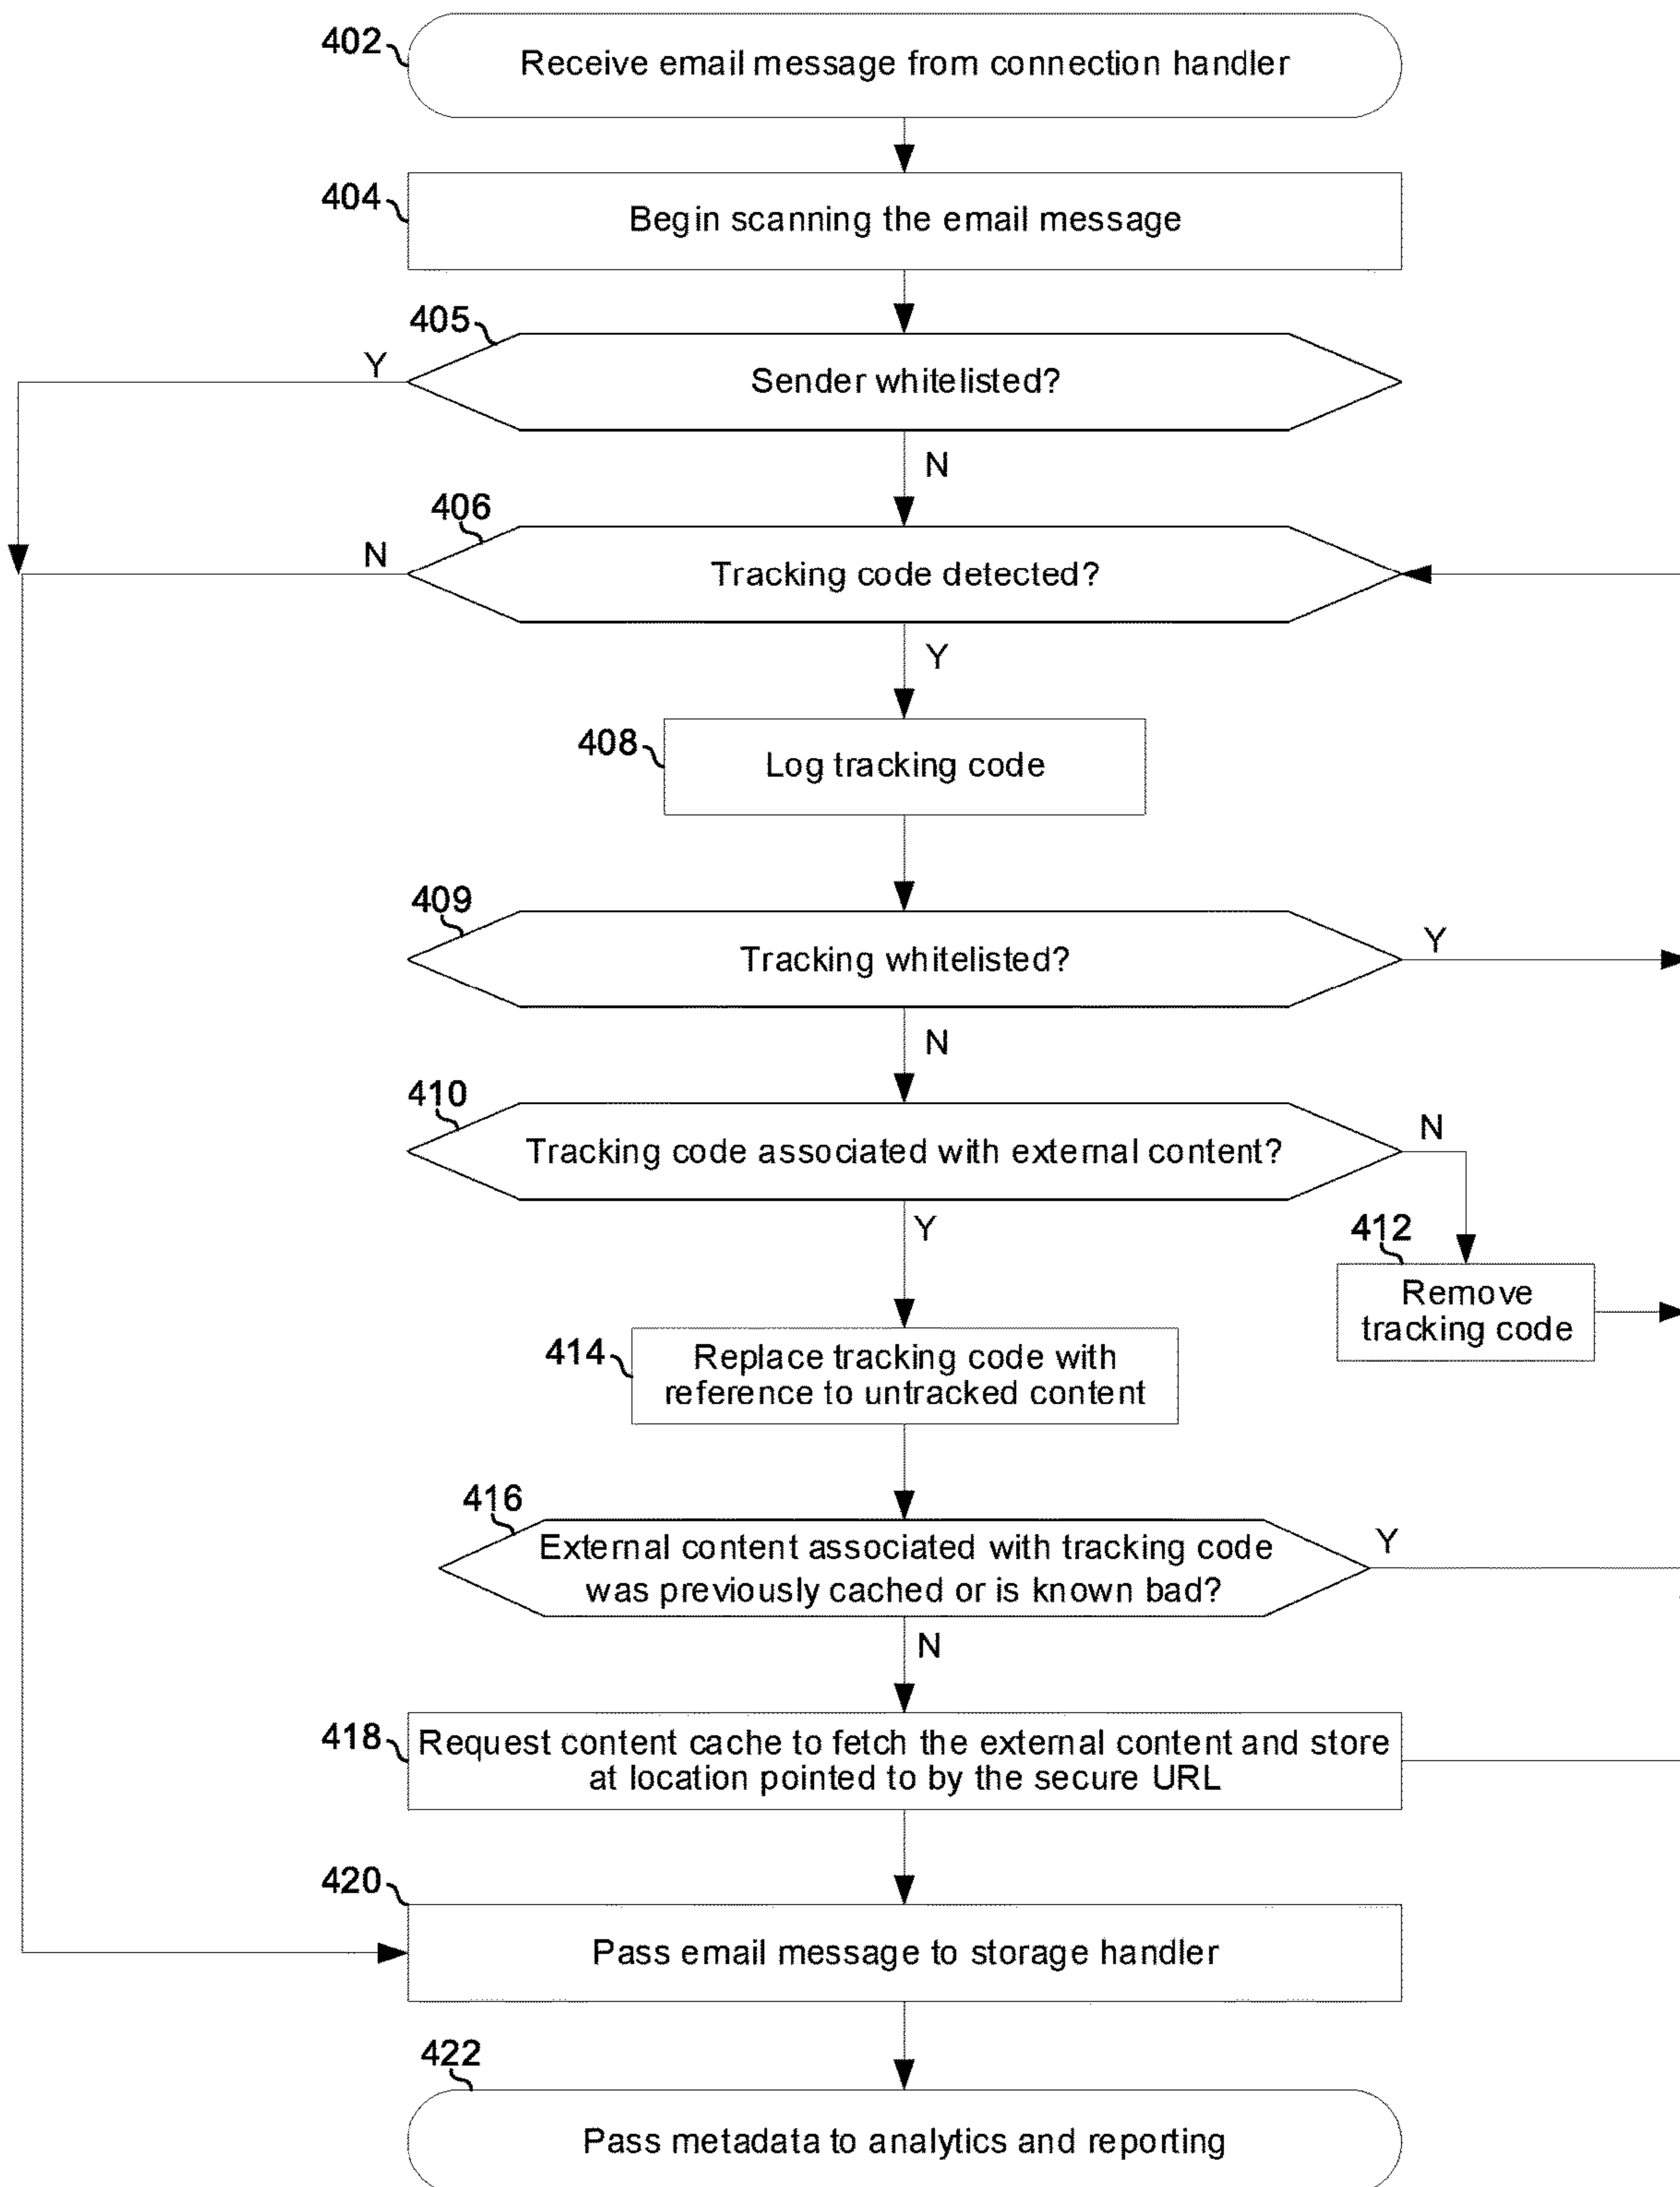 402
Receive email message from connection handler
404
Begin scanning the email message
405
Y
Sender whitelisted?
N
406
N
Tracking code detected?
Y
408
Log tracking code
409
Tracking whitelisted?
Y
N
410
Tracking code associated with external content?
N
Y
412
Remove
tracking code
414
Replace tracking code with
reference to untracked content
416
External content associated with tracking code
was previously cached or is known bad?
Y
N
418
Request content cache to fetch the external content and store
at location pointed to by the secure URL
420
Pass email message to storage handler
422
Pass metadata to analytics and reporting